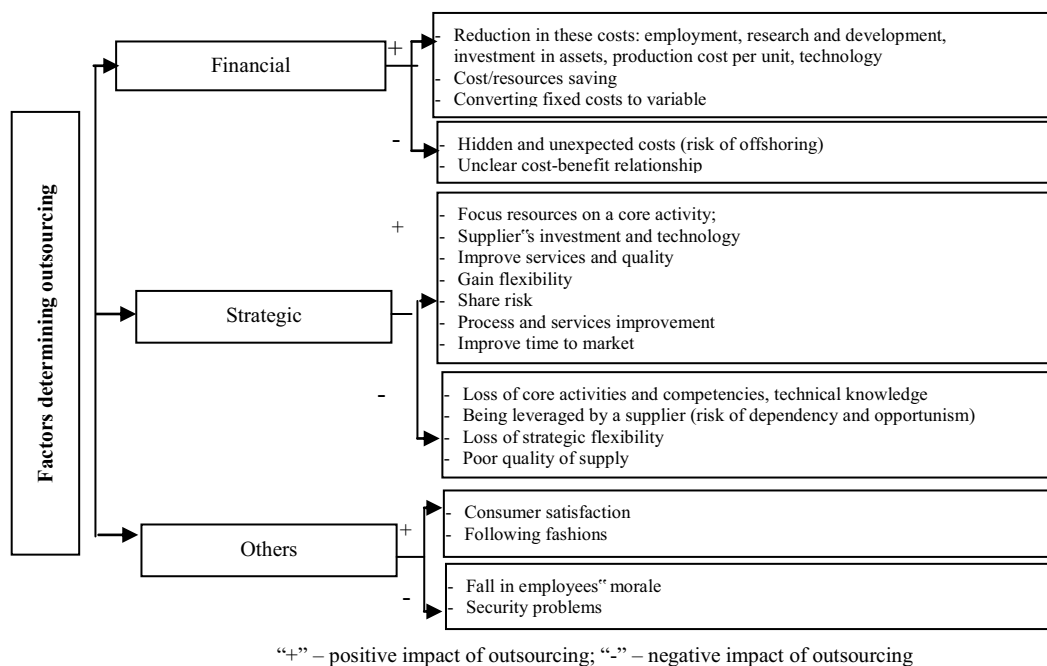 Factors determining outsourcing
Financial
+
- Reduction in these costs: employment, research and development,
investment in assets, production cost per unit, technology
- Cost/resources saving
- Converting fixed costs to variable
-
- Hidden and unexpected costs (risk of offshoring)
- Unclear cost-benefit relationship
Strategic
+
- Focus resources on a core activity;
- Supplier‟s investment and technology
- Improve services and quality
- Gain flexibility
- Share risk
- Process and services improvement
- Improve time to market
-
- Loss of core activities and competencies, technical knowledge
- Being leveraged by a supplier (risk of dependency and opportunism)
- Loss of strategic flexibility
- Poor quality of supply
Others
+
- Consumer satisfaction
- Following fashions
-
- Fall in employees‟ morale
- Security problems
“+” – positive impact of outsourcing; “-” – negative impact of outsourcing